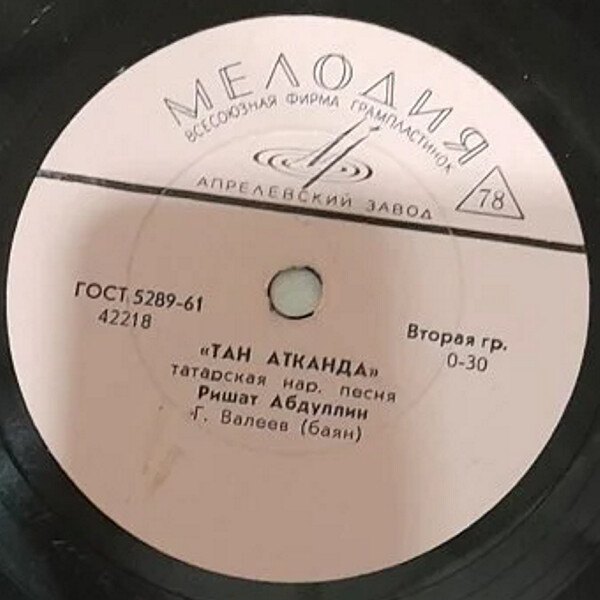 МЕЛОДИЯ
ВСЕСОЮЗНАЯ ФИРМА ГРАМПЛАСТИНОК
АПРЕЛЕВСКИЙ ЗАВОД
78
ГОСТ 5289-61
42218
Вторая гр.
0-30
«ТАН АТКАНДА»
татарская нар. песня
Ришат Абдуллин
Г. Валеев (баян)